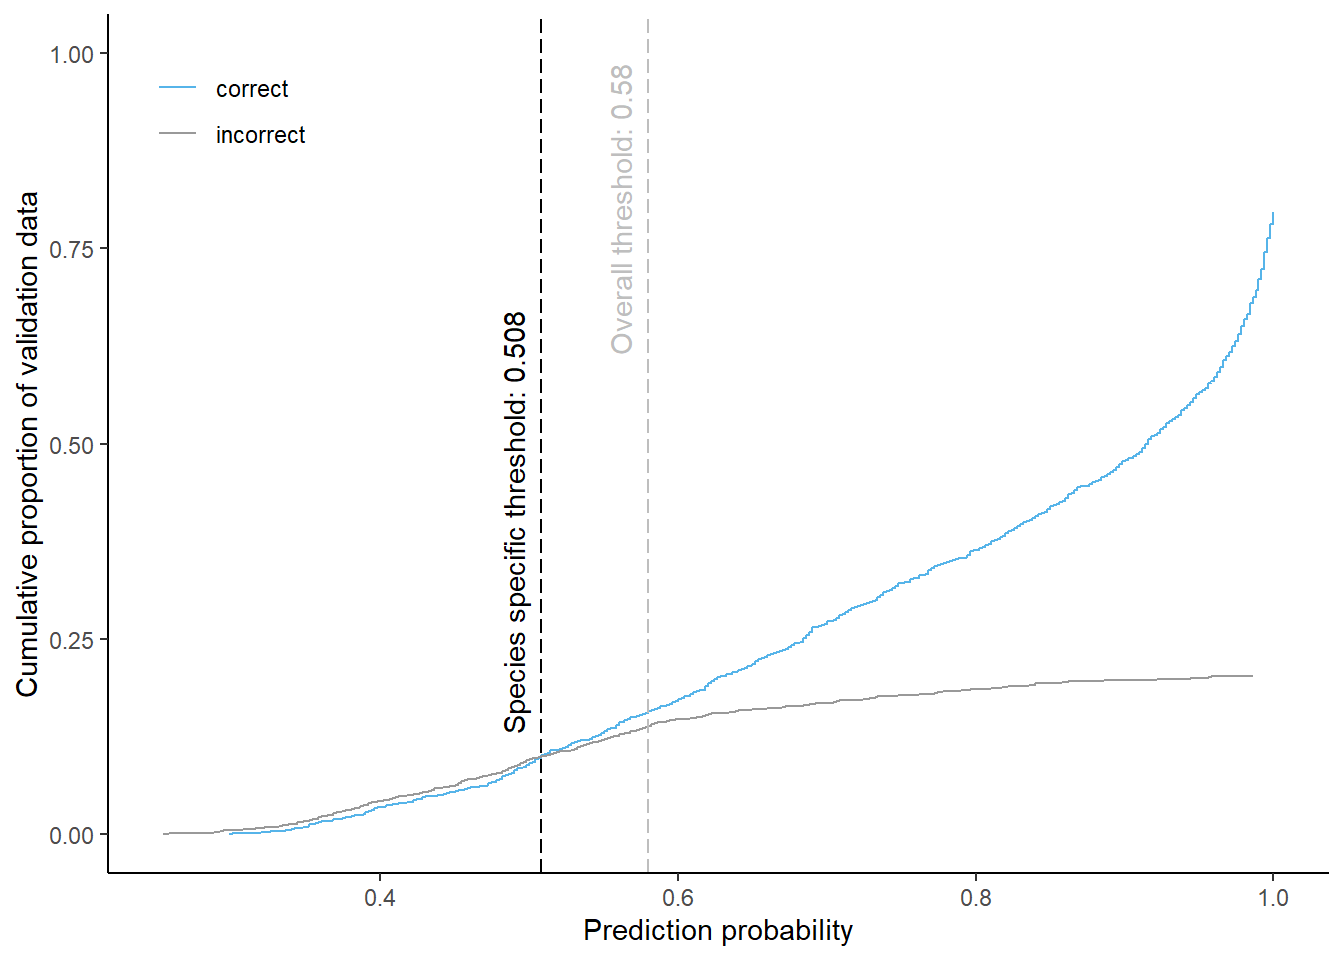 1.00
0.75
0.50
0.25
0.00
Cumulative proportion of validation data
correct
incorrect
Species specific threshold: 0.508
Overall threshold: 0.58
0.4
0.6
0.8
1.0
Prediction probability